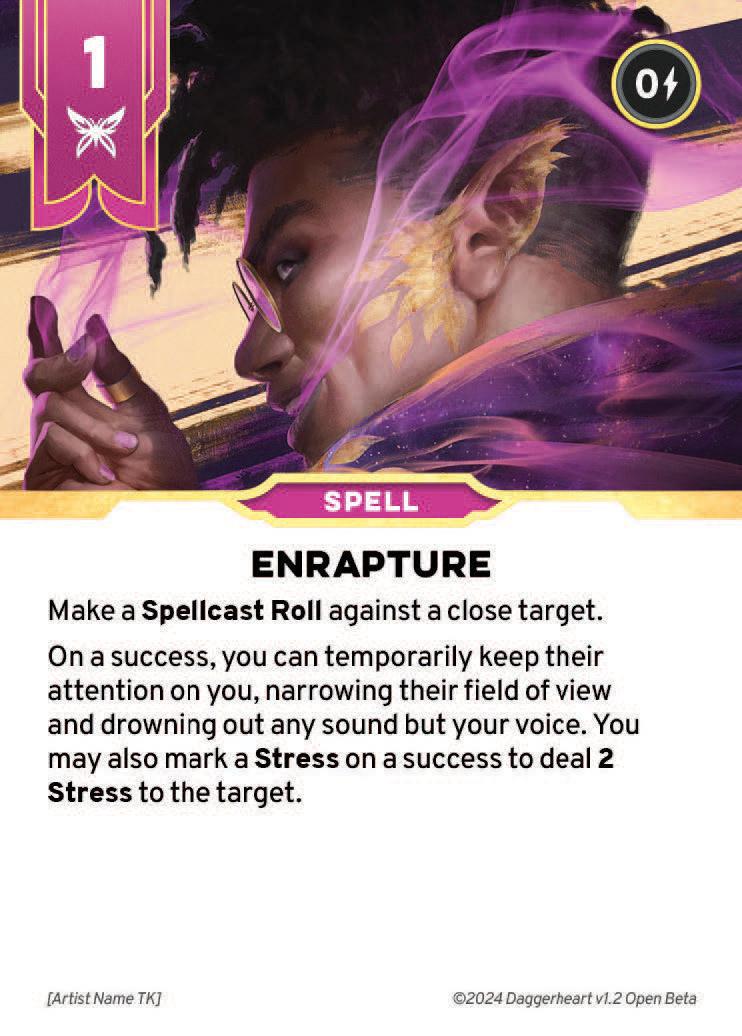 1
0
SPELL
ENRAPTURE
Make a Spellcast Roll against a close target.
On a success, you can temporarily keep their
attention on you, narrowing their field of view
and drowning out any sound but your voice. You
may also mark a Stress on a success to deal 2
Stress to the target.
[Artist Name TK]
©2024 Daggerheart v1.2 Open Beta